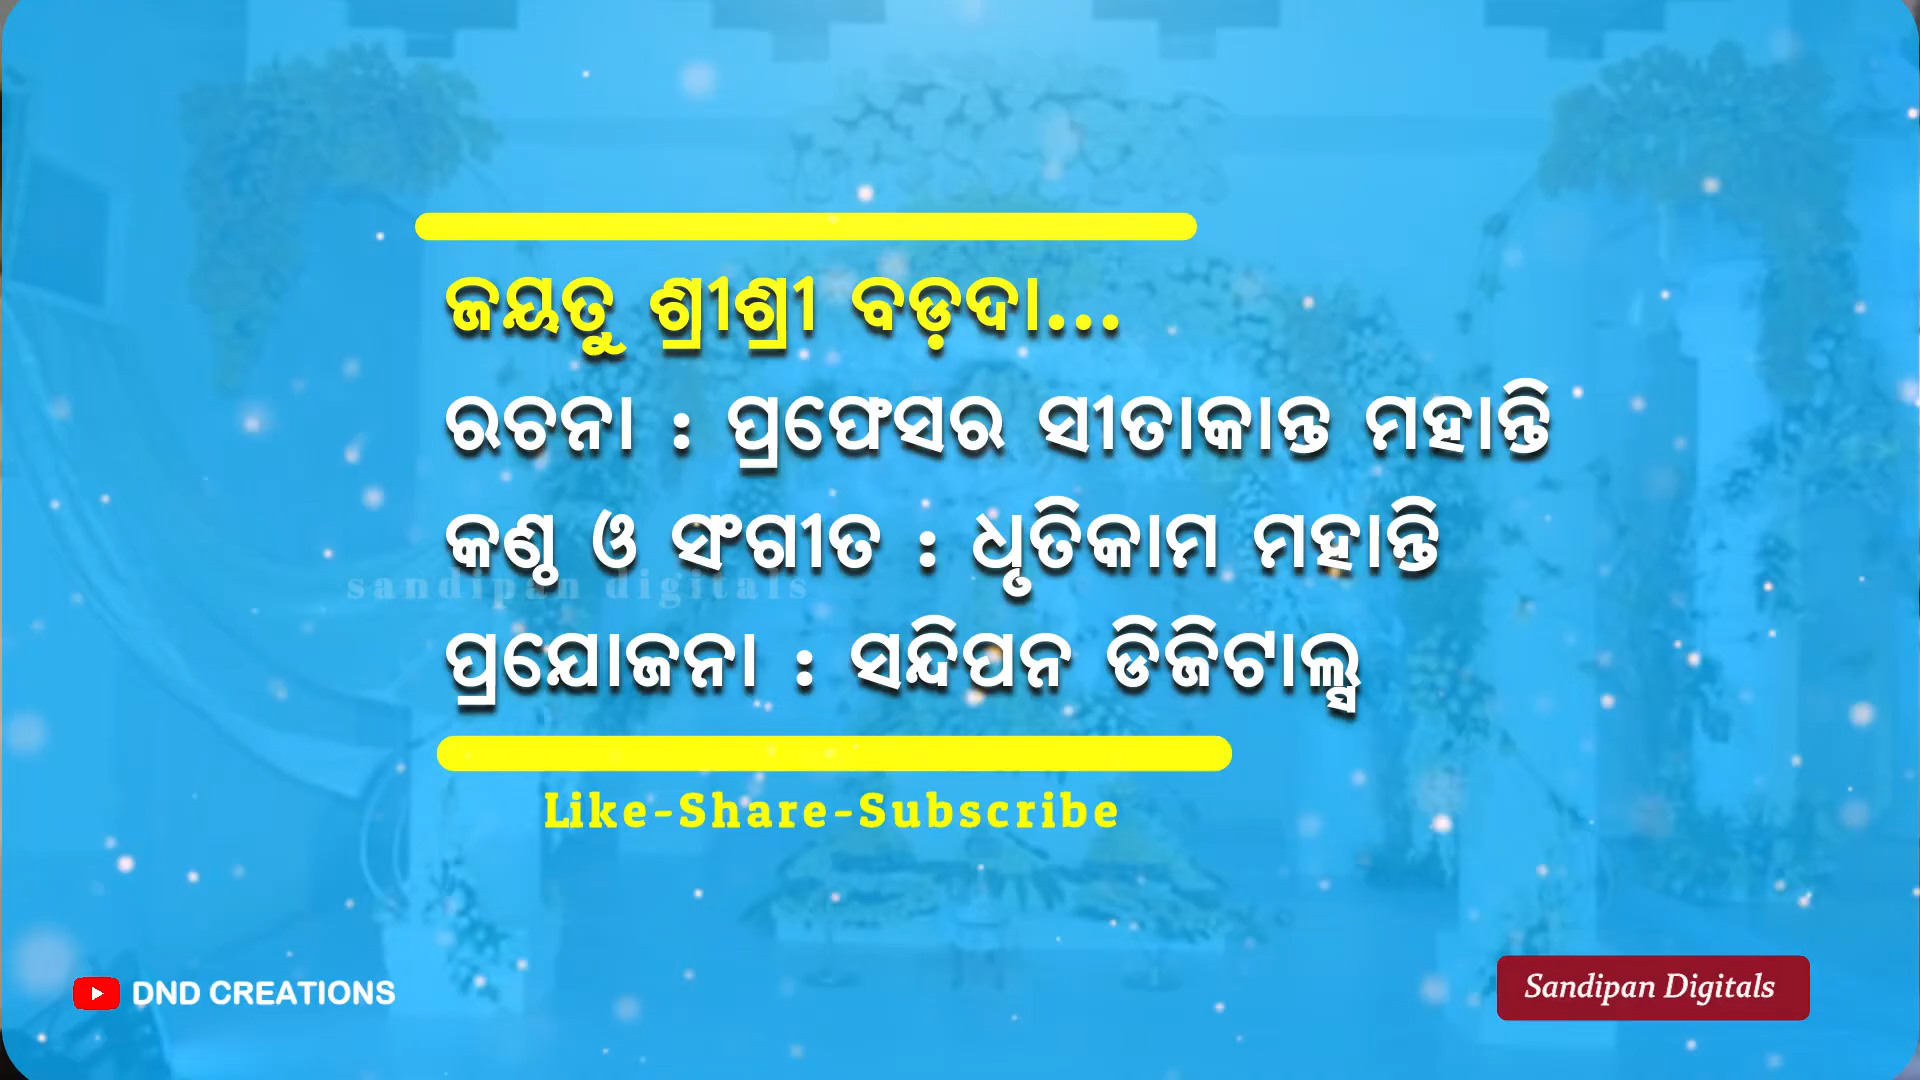 ଜୟତୁ ଶ୍ରୀଶ୍ରୀ ବଡ଼ଦା...
ରଚନା : ପ୍ରଫେସର ସୀତାକାନ୍ତ ମହାନ୍ତି
କଣ୍ଠ ଓ ସଂଗୀତ : ଧୃତିକାମ ମହାନ୍ତି
sandipan digitals
ପ୍ରଯୋଜନା : ସନ୍ଦିପନ ଡିଜିଟାଲ୍ସ
Like-Share-Subscribe
DND CREATIONS
Sandipan Digitals